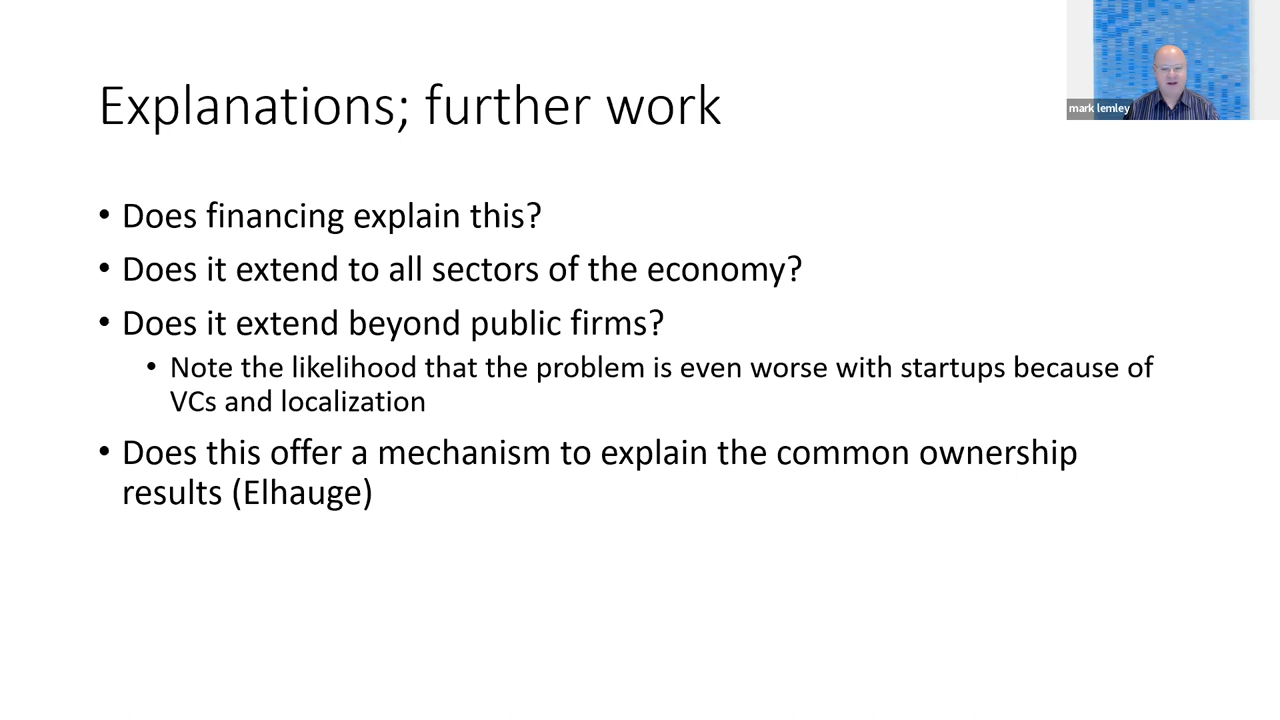 mark lemley
Explanations; further work
• Does financing explain this?
• Does it extend to all sectors of the economy?
• Does it extend beyond public firms?
• Note the likelihood that the problem is even worse with startups because of
VCs and localization
• Does this offer a mechanism to explain the common ownership
results (Elhauge)